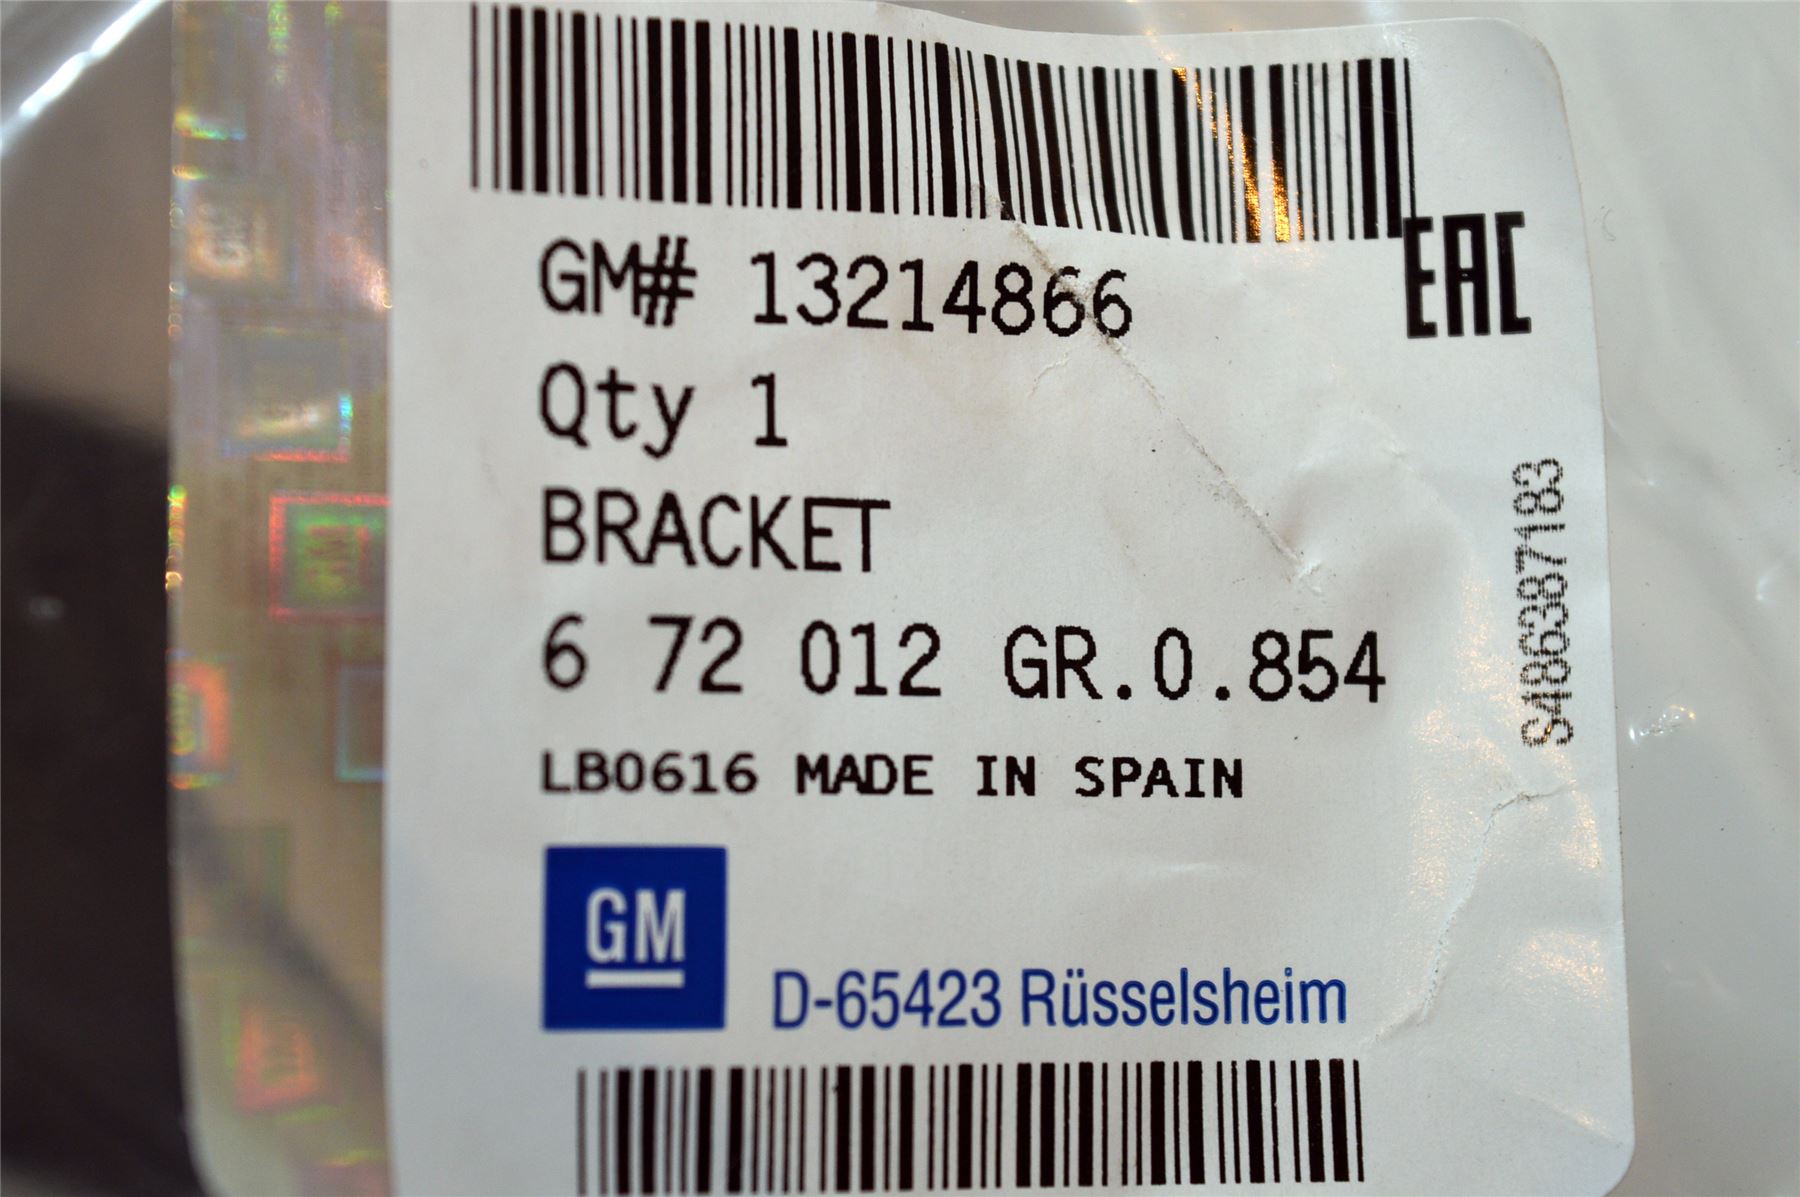 GM# 13214866
EAC
Qty 1
BRACKET
6 72 012 GR.0.854
LB0616 MADE IN SPAIN
S486387183
GM
D-65423 Rüsselsheim